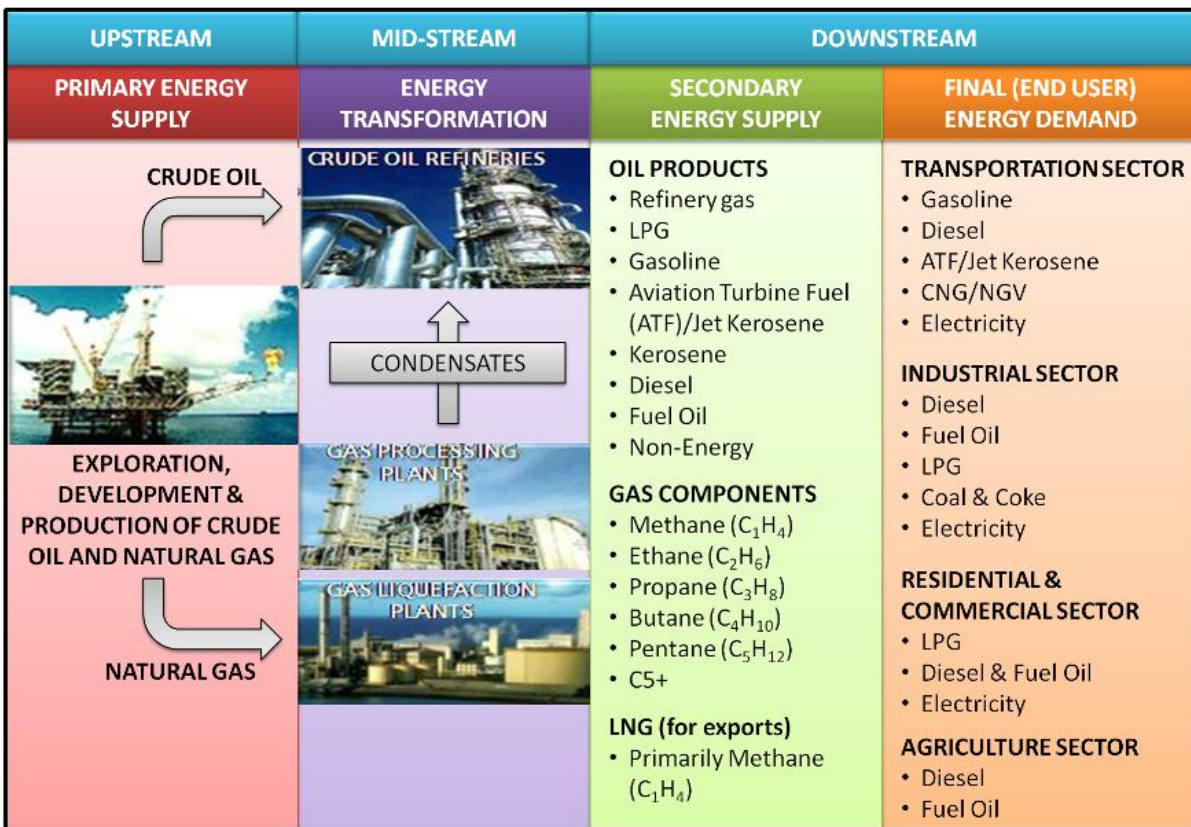 UPSTREAM
MID-STREAM
DOWNSTREAM
PRIMARY ENERGY
SUPPLY
ENERGY
TRANSFORMATION
SECONDARY
ENERGY SUPPLY
FINAL (END USER)
ENERGY DEMAND
CRUDE OIL
EXPLORATION,
DEVELOPMENT &
PRODUCTION OF CRUDE
OIL AND NATURAL GAS
NATURAL GAS
CRUDE OIL REFINERIES
CONDENSATES
GAS PROCESSING
PLANTS
GAS LIQUEFACTION
PLANTS
OIL PRODUCTS
• Refinery gas
• LPG
• Gasoline
• Aviation Turbine Fuel
(ATF)/Jet Kerosene
• Kerosene
• Diesel
• Fuel Oil
• Non-Energy
GAS COMPONENTS
• Methane (C₁H₄)
• Ethane (C₂H₆)
• Propane (C₃H₈)
• Butane (C₄H₁₀)
• Pentane (C₅H₁₂)
• C5+
LNG (for exports)
• Primarily Methane
(C₁H₄)
TRANSPORTATION SECTOR
• Gasoline
• Diesel
• ATF/Jet Kerosene
• CNG/NGV
• Electricity
INDUSTRIAL SECTOR
• Diesel
• Fuel Oil
• LPG
• Coal & Coke
• Electricity
RESIDENTIAL &
COMMERCIAL SECTOR
• LPG
• Diesel & Fuel Oil
• Electricity
AGRICULTURE SECTOR
• Diesel
• Fuel Oil